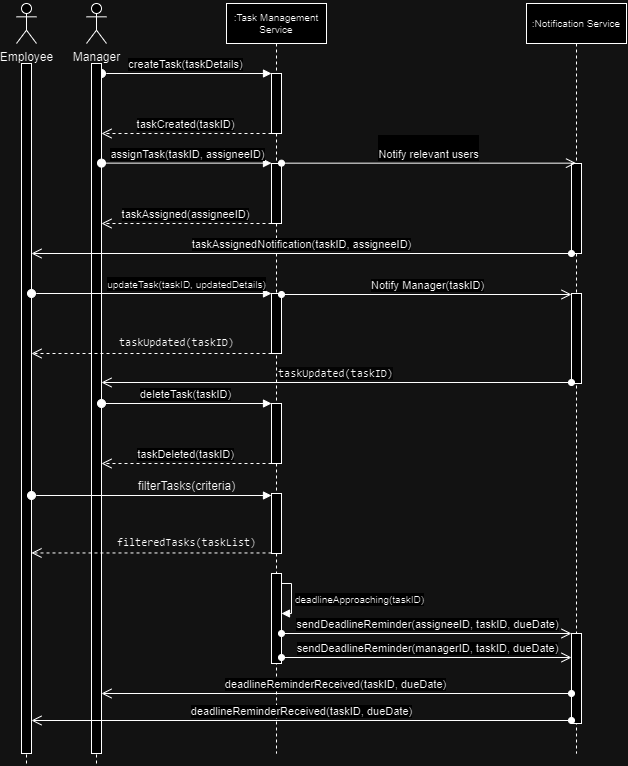 :Task Management
Service
:Notification Service
Employee
Manager
createTask(taskDetails)
taskCreated(taskID)
assignTask(taskID, assigneeID)
Notify relevant users
taskAssigned(assigneeID)
taskAssignedNotification(taskID, assigneeID)
updateTask(taskID, updatedDetails)
Notify Manager(taskID)
taskUpdated(taskID)
taskUpdated(taskID)
deleteTask(taskID)
taskDeleted(taskID)
filterTasks(criteria)
filteredTasks(taskList)
deadlineApproaching(taskID)
sendDeadlineReminder(assigneeID, taskID, dueDate)
sendDeadlineReminder(managerID, taskID, dueDate)
deadlineReminderReceived(taskID, dueDate)
deadlineReminderReceived(taskID, dueDate)